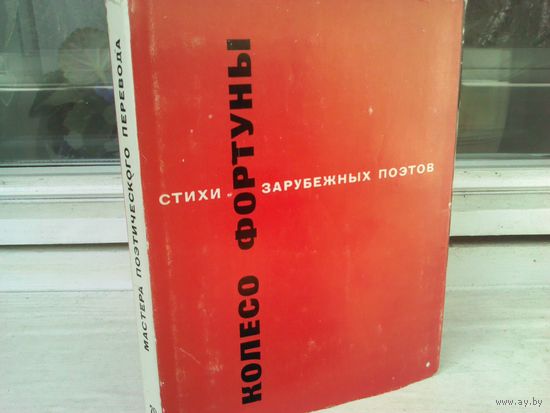 МАСТЕРА ПОЭТИЧЕСКОГО ПЕРЕВОДА
КОЛЕСО ФОРТУНЫ
СТИХИ ЗАРУБЕЖНЫХ ПОЭТОВ
www.ay.by